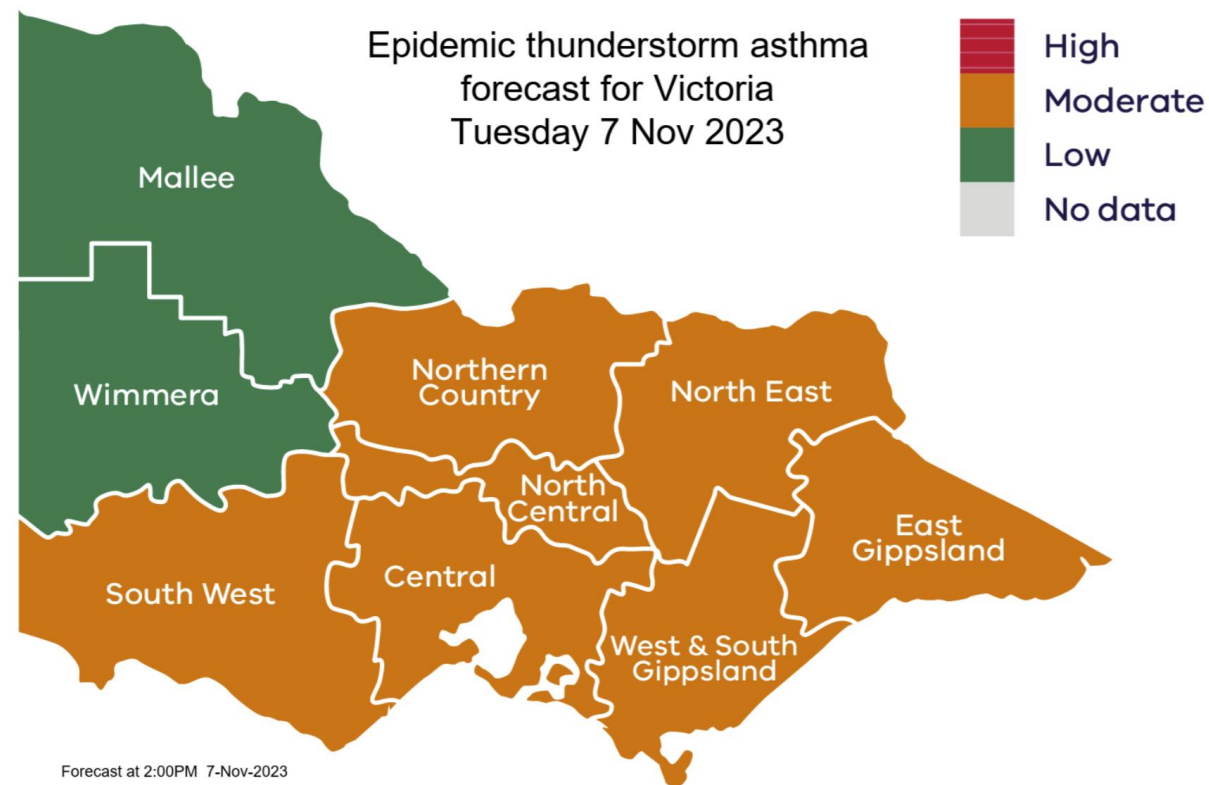 Epidemic thunderstorm asthma
forecast for Victoria
Tuesday 7 Nov 2023
High
Moderate
Low
No data
Mallee
Wimmera
Northern
Country
North East
North
Central
East
Gippsland
South West
Central
West & South
Gippsland
Forecast at 2:00PM 7-Nov-2023